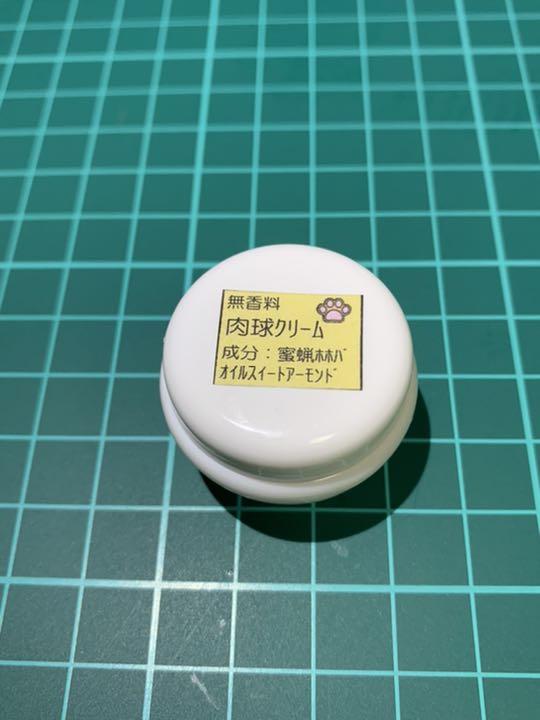 無香料
肉球クリーム
成分：蜜蝋ﾎﾎﾊﾞ
ｵｲﾙスイートアーモンﾄﾞ